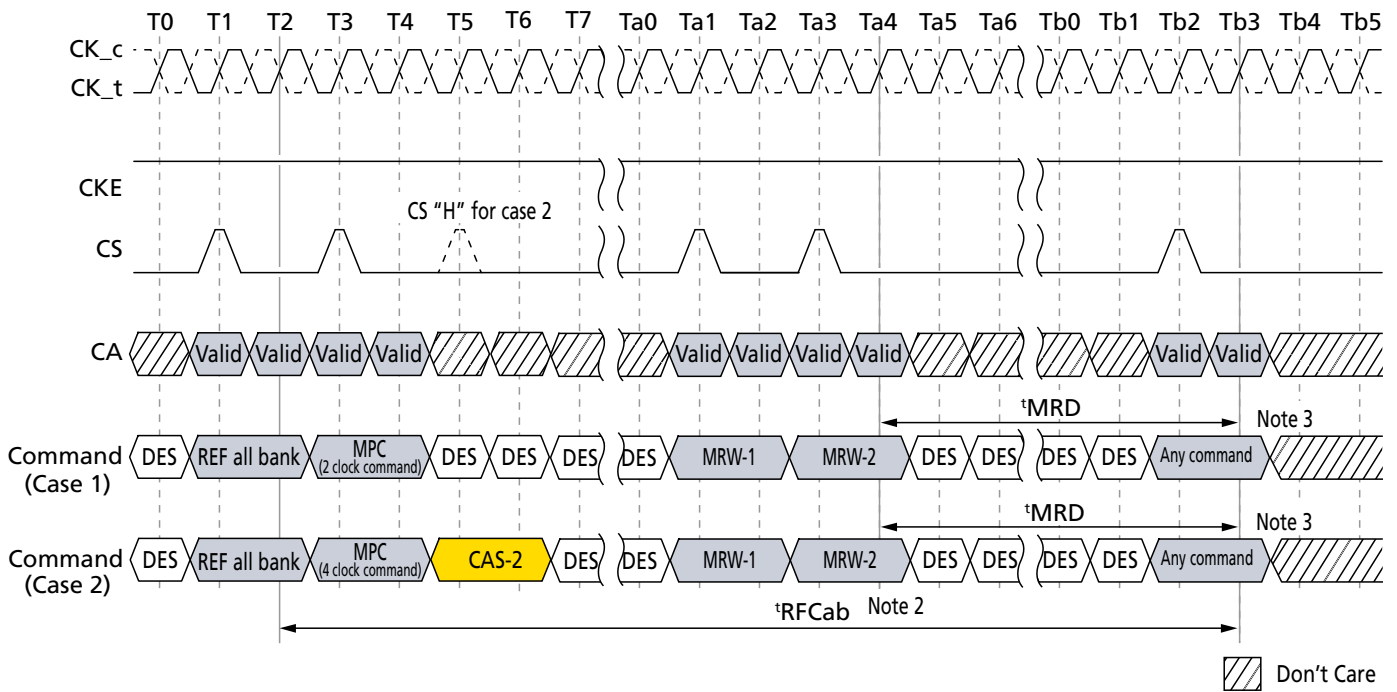 T0 T1 T2 T3 T4 T5 T6 T7 Ta0 Ta1 Ta2 Ta3 Ta4 Ta5 Ta6 Tb0 Tb1 Tb2 Tb3 Tb4 Tb5
CK_c
CK_t
CKE
CS “H” for case 2
CS
CA Valid Valid Valid Valid Valid Valid Valid Valid Valid Valid
tMRD Note 3
Command (Case 1) DES REF all bank MPC (2 clock command) DES DES DES DES MRW-1 MRW-2 DES DES DES DES Any command
tMRD Note 3
Command (Case 2) DES REF all bank MPC (4 clock command) CAS-2 DES DES MRW-1 MRW-2 DES DES DES DES Any command
tRFCab Note 2
Don't Care